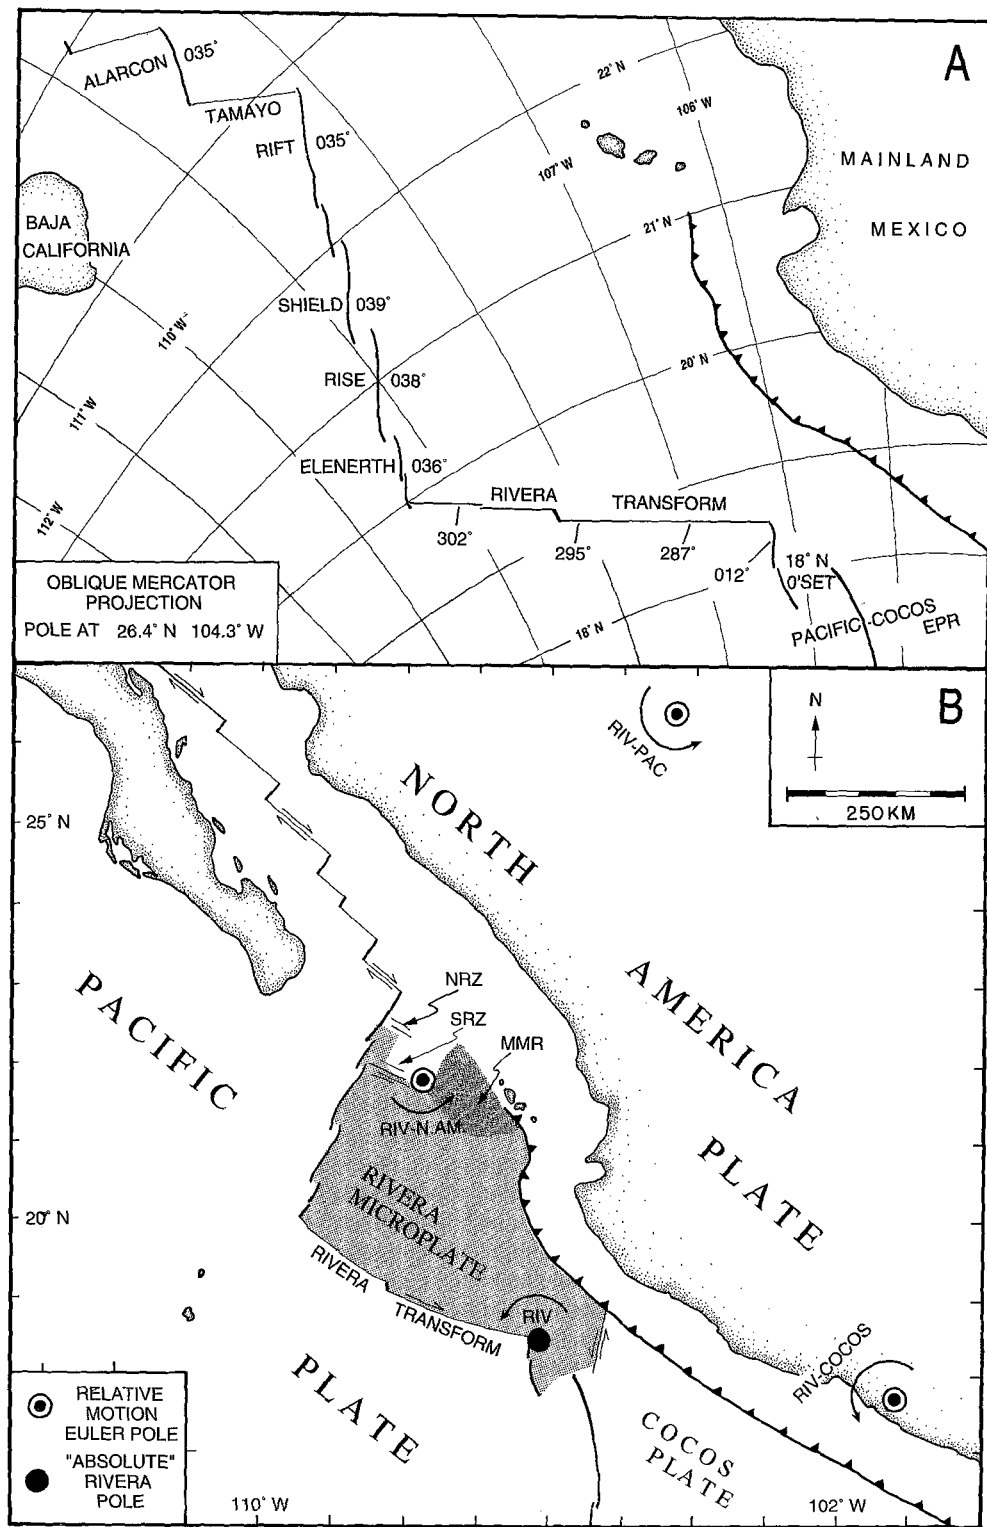 A
ALARCON 035°
TAMAYO
RIFT 035°
22° N
106° W
107° W
MAINLAND
MEXICO
BAJA
CALIFORNIA
21° N
SHIELD 039°
110° W
20° N
RISE 038°
111° W
ELENERTH 036°
112° W
RIVERA TRANSFORM
302°
295°
287°
012°
18° N
O'SET
PACIFIC-COCOS
EPR
18° N
OBLIQUE MERCATOR
PROJECTION
POLE AT 26.4° N 104.3° W
B
N
250 KM
RIV-PAC
NORTH
AMERICA
PLATE
25° N
PACIFIC
PLATE
NRZ
SRZ
MMR
RIV-N.AM.
RIVERA
MICROPLATE
20° N
RIVERA
TRANSFORM
RIV
RIV-COCOS
COCOS
PLATE
RELATIVE
MOTION
EULER POLE
"ABSOLUTE"
RIVERA
POLE
110° W
102° W